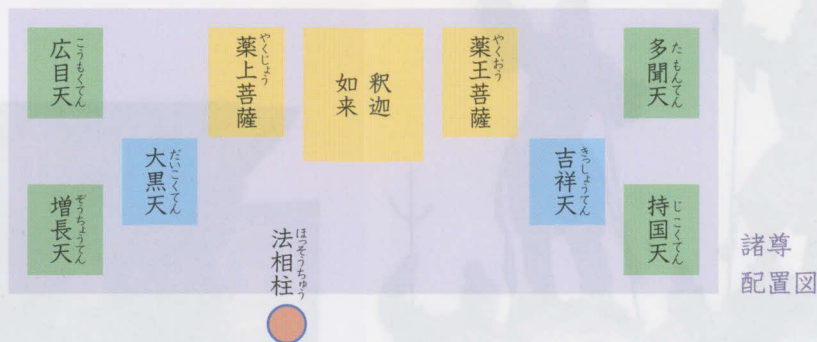 広目天
こうもくてん
薬上菩薩
やくじょう
釈迦
如来
薬王菩薩
やくおう
多聞天
たもんてん
大黒天
だいこくてん
吉祥天
きっしょうてん
増長天
ぞうちょうてん
持国天
じこくてん
法相柱
ほっそうちゅう
諸尊
配置図